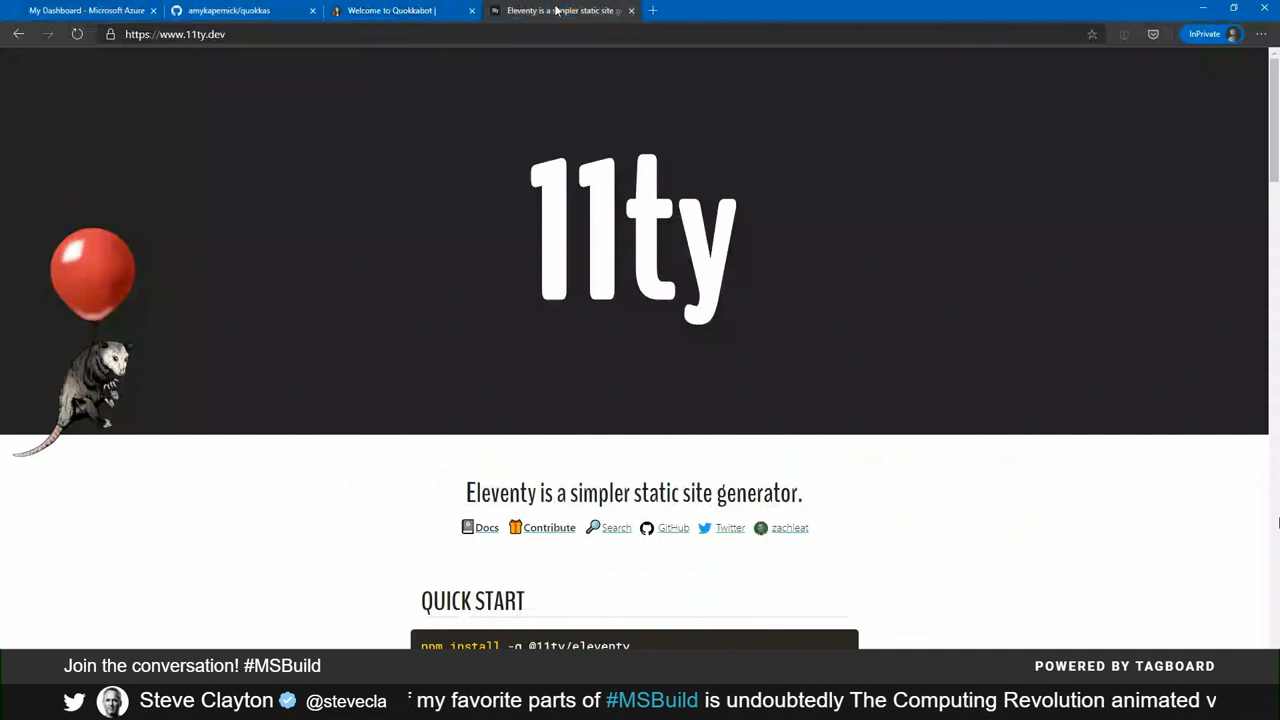 My Dashboard - Microsoft Azure
amykapernick/quokkas
Welcome to Quokkabot |
Eleventy is a simpler static site g
https://www.11ty.dev
InPrivate
11ty
Eleventy is a simpler static site generator.
Docs Contribute Search GitHub Twitter zachleat
QUICK START
npm install -g @11ty/eleventy
Join the conversation! #MSBuild
POWERED BY TAGBOARD
Steve Clayton @stevecla f my favorite parts of #MSBuild is undoubtedly The Computing Revolution animated v